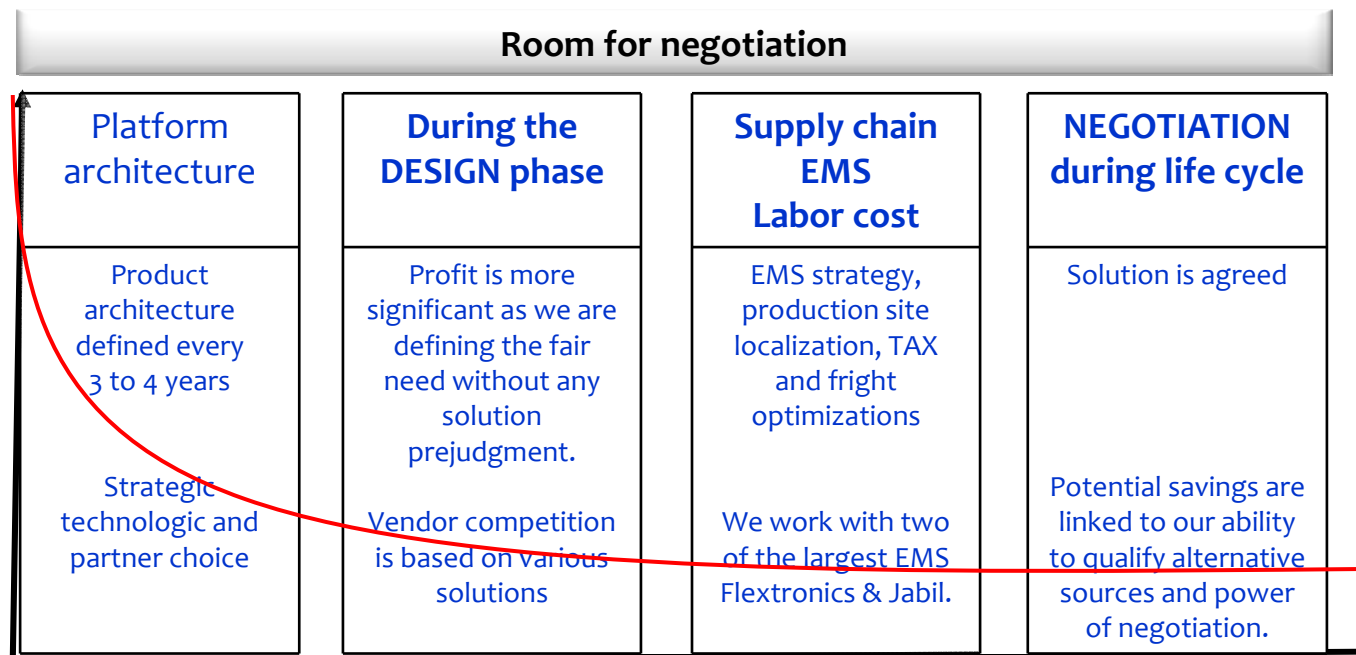 Room for negotiation
Platform
architecture
Product
architecture
defined every
3 to 4 years
Strategic
technologic and
partner choice
During the
DESIGN phase
Profit is more
significant as we are
defining the fair
need without any
solution
prejudgment.
Vendor competition
is based on various
solutions
Supply chain
EMS
Labor cost
EMS strategy,
production site
localization, TAX
and fright
optimizations
We work with two
of the largest EMS
Flextronics & Jabil.
NEGOTIATION
during life cycle
Solution is agreed
Potential savings are
linked to our ability
to qualify alternative
sources and power
of negotiation.